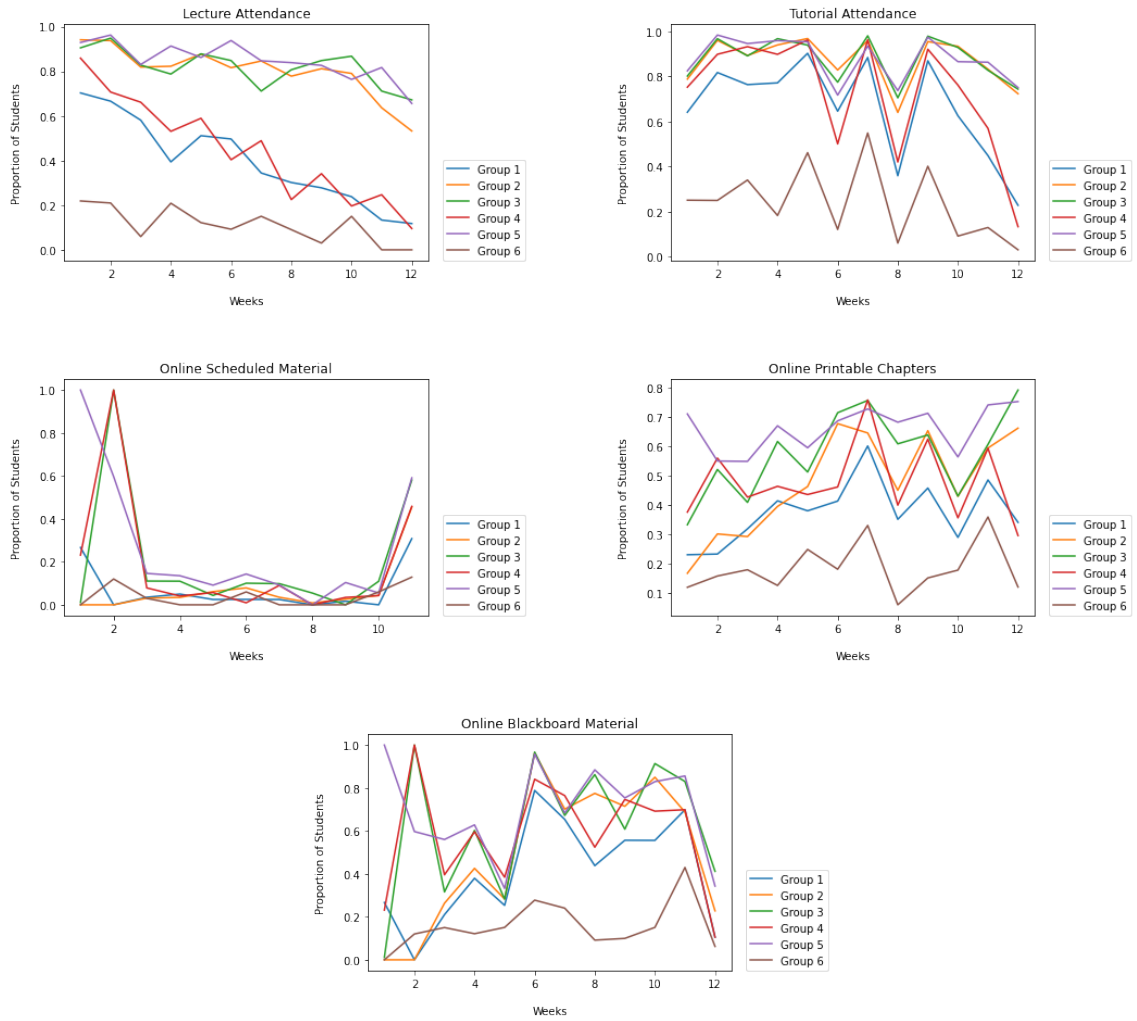 Lecture Attendance
1.0
0.8
0.6
0.4
0.2
0.0
Proportion of Students
2 4 6 8 10 12
Weeks
Group 1
Group 2
Group 3
Group 4
Group 5
Group 6
Tutorial Attendance
1.0
0.8
0.6
0.4
0.2
0.0
Proportion of Students
2 4 6 8 10 12
Weeks
Group 1
Group 2
Group 3
Group 4
Group 5
Group 6
Online Scheduled Material
1.0
0.8
0.6
0.4
0.2
0.0
Proportion of Students
2 4 6 8 10
Weeks
Group 1
Group 2
Group 3
Group 4
Group 5
Group 6
Online Printable Chapters
0.8
0.7
0.6
0.5
0.4
0.3
0.2
0.1
Proportion of Students
2 4 6 8 10 12
Weeks
Group 1
Group 2
Group 3
Group 4
Group 5
Group 6
Online Blackboard Material
1.0
0.8
0.6
0.4
0.2
0.0
Proportion of Students
2 4 6 8 10 12
Weeks
Group 1
Group 2
Group 3
Group 4
Group 5
Group 6